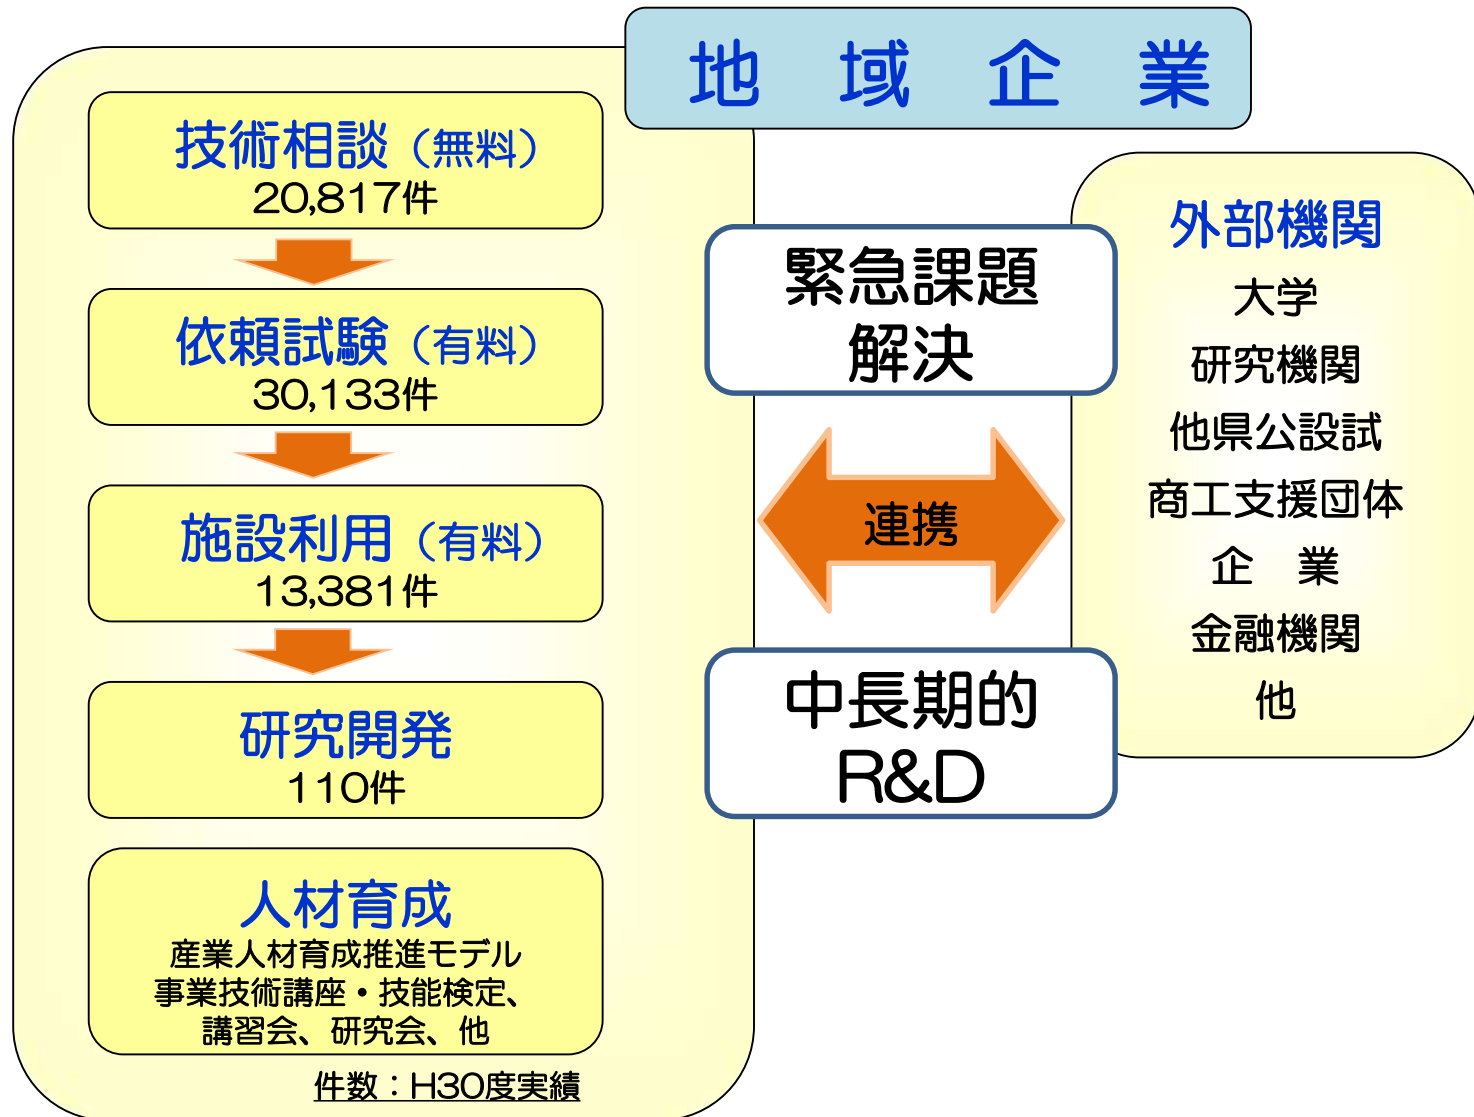 地　域　企　業
技術相談（無料）
20,817件
依頼試験（有料）
30,133件
施設利用（有料）
13,381件
研究開発
110件
人材育成
産業人材育成推進モデル
事業技術講座・技能検定、
講習会、研究会、他
件数：H30度実績
緊急課題
解決
連携
中長期的
R&D
外部機関
大学
研究機関
他県公設試
商工支援団体
企　業
金融機関
他